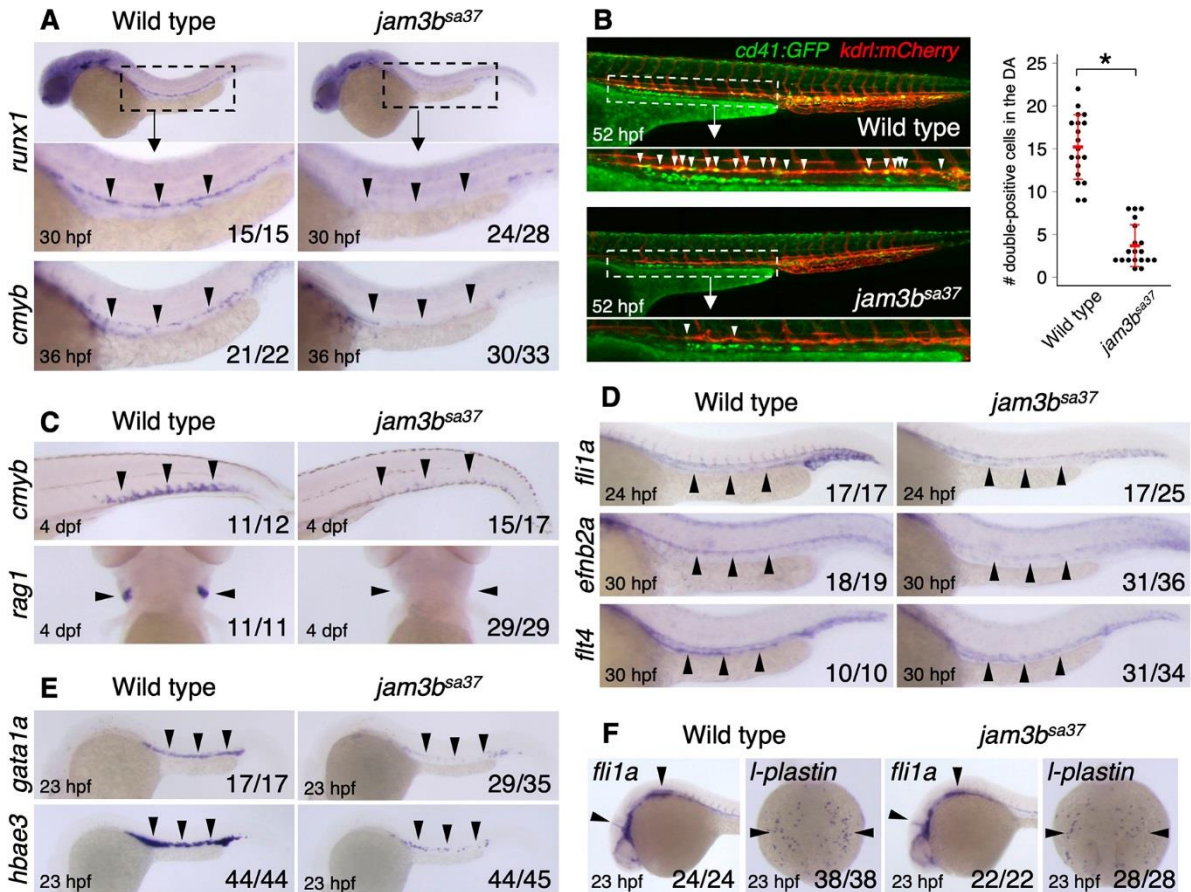 A
Wild type
jam3b^sa37
runx1
30 hpf
15/15
30 hpf
24/28
cmyb
36 hpf
21/22
36 hpf
30/33
B
cd41:GFP kdrl:mCherry
52 hpf
Wild type
52 hpf
jam3b^sa37
# double-positive cells in the DA
25
20
15
10
5
0
*
Wild type
jam3b^sa37
C
Wild type
jam3b^sa37
cmyb
4 dpf
11/12
4 dpf
15/17
rag1
4 dpf
11/11
4 dpf
29/29
D
Wild type
jam3b^sa37
fli1a
24 hpf
17/17
24 hpf
17/25
efnb2a
30 hpf
18/19
30 hpf
31/36
flt4
30 hpf
10/10
30 hpf
31/34
E
Wild type
jam3b^sa37
gata1a
23 hpf
17/17
23 hpf
29/35
hbae3
23 hpf
44/44
23 hpf
44/45
F
Wild type
jam3b^sa37
fli1a
23 hpf
24/24
l-plastin
23 hpf
38/38
fli1a
23 hpf
22/22
l-plastin
23 hpf
28/28